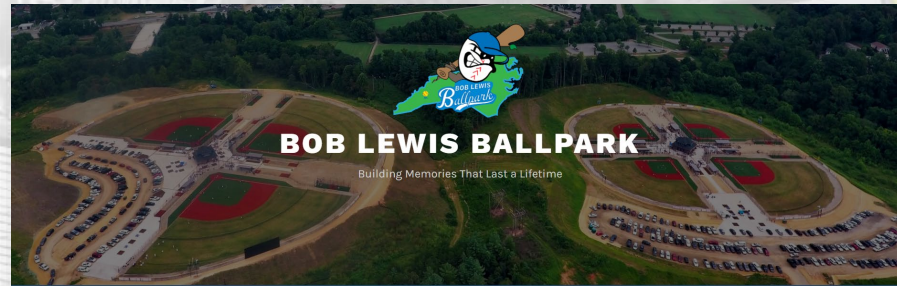 BOB LEWIS
Ballpark
BOB LEWIS BALLPARK
Building Memories That Last a Lifetime